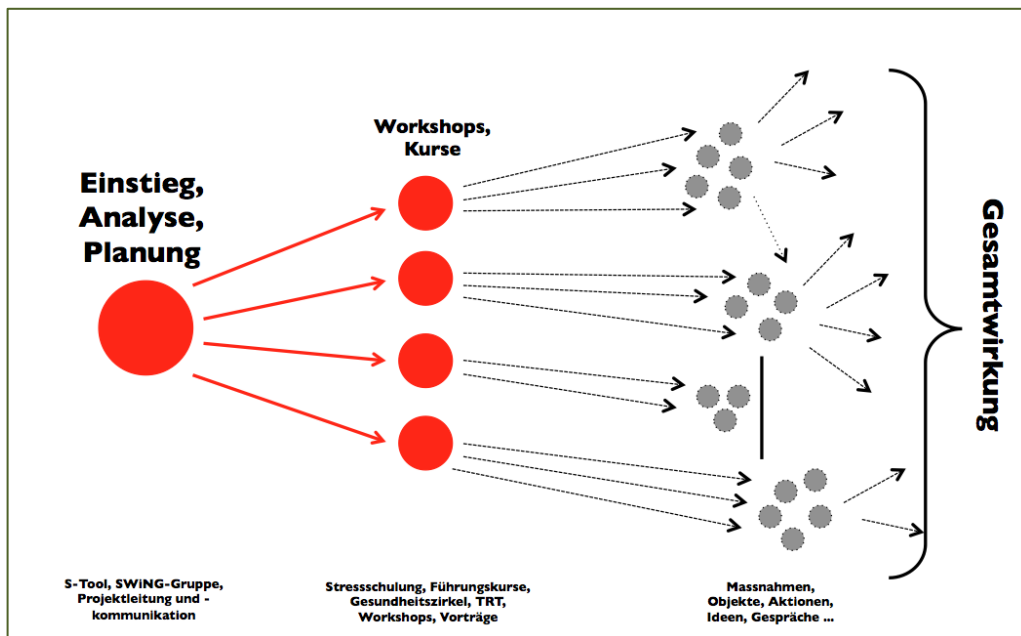 Einstieg,
Analyse,
Planung
Workshops,
Kurse
Gesamtwirkung
S-Tool, SWiNG-Gruppe,
Projektleitung und -
kommunikation
Stressschulung, Führungskurse,
Gesundheitszirkel, TRT,
Workshops, Vorträge
Massnahmen,
Objekte, Aktionen,
Ideen, Gespräche ...